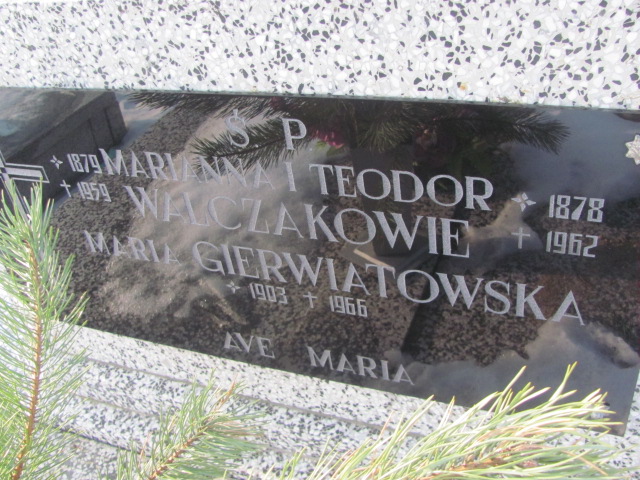 Ś P
1879 MARIANNA I TEODOR 1878
+ 1959 WALCZAKOWIE + 1962
MARIA GIERWIATOWSKA
1903 + 1966
AVE MARIA